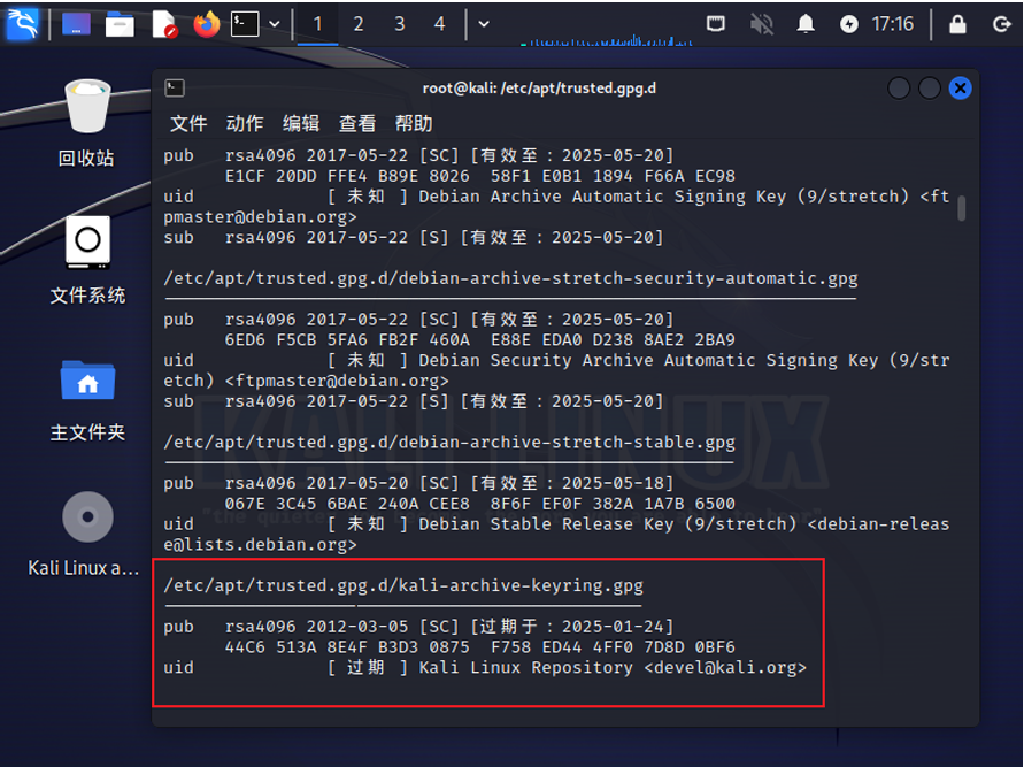 1 2 3 4 17:16
root@kali: /etc/apt/trusted.gpg.d
文件 动作 编辑 查看 帮助
回收站
文件系统
主文件夹
Kali Linux a...
pub rsa4096 2017-05-22 [SC] [有效至：2025-05-20]
E1CF 20DD FFE4 B89E 8026 58F1 E0B1 1894 F66A EC98
uid [ 未知 ] Debian Archive Automatic Signing Key (9/stretch) <ft
pmaster@debian.org>
sub rsa4096 2017-05-22 [S] [有效至：2025-05-20]
/etc/apt/trusted.gpg.d/debian-archive-stretch-security-automatic.gpg
pub rsa4096 2017-05-22 [SC] [有效至：2025-05-20]
6ED6 F5CB 5FA6 FB2F 460A E88E EDA0 D238 8AE2 2BA9
uid [ 未知 ] Debian Security Archive Automatic Signing Key (9/str
etch) <ftpmaster@debian.org>
sub rsa4096 2017-05-22 [S] [有效至：2025-05-20]
/etc/apt/trusted.gpg.d/debian-archive-stretch-stable.gpg
pub rsa4096 2017-05-20 [SC] [有效至：2025-05-18]
067E 3C45 6BAE 240A CEE8 8F6F EF0F 382A 1A7B 6500
uid [ 未知 ] Debian Stable Release Key (9/stretch) <debian-releas
e@lists.debian.org>
/etc/apt/trusted.gpg.d/kali-archive-keyring.gpg
pub rsa4096 2012-03-05 [SC] [过期于：2025-01-24]
44C6 513A 8E4F B3D3 0875 F758 ED44 4FF0 7D8D 0BF6
uid [ 过期 ] Kali Linux Repository <devel@kali.org>
KALI LINUX